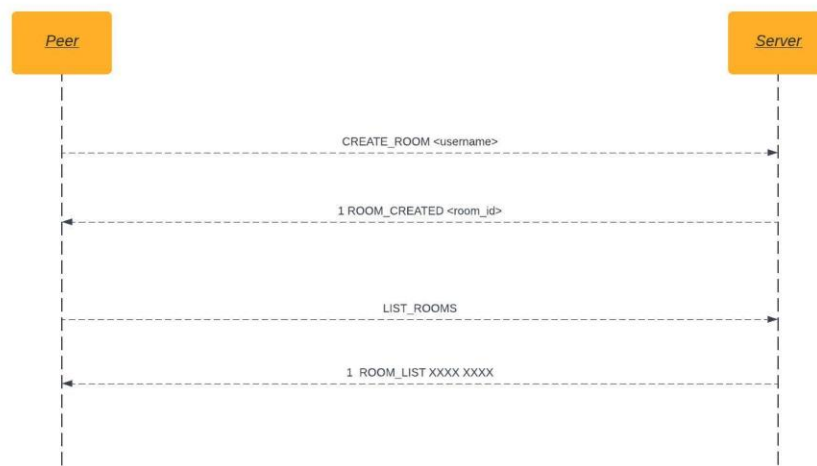 Peer
Server
CREATE_ROOM <username>
1 ROOM_CREATED <room_id>
LIST_ROOMS
1 ROOM_LIST XXXX XXXX